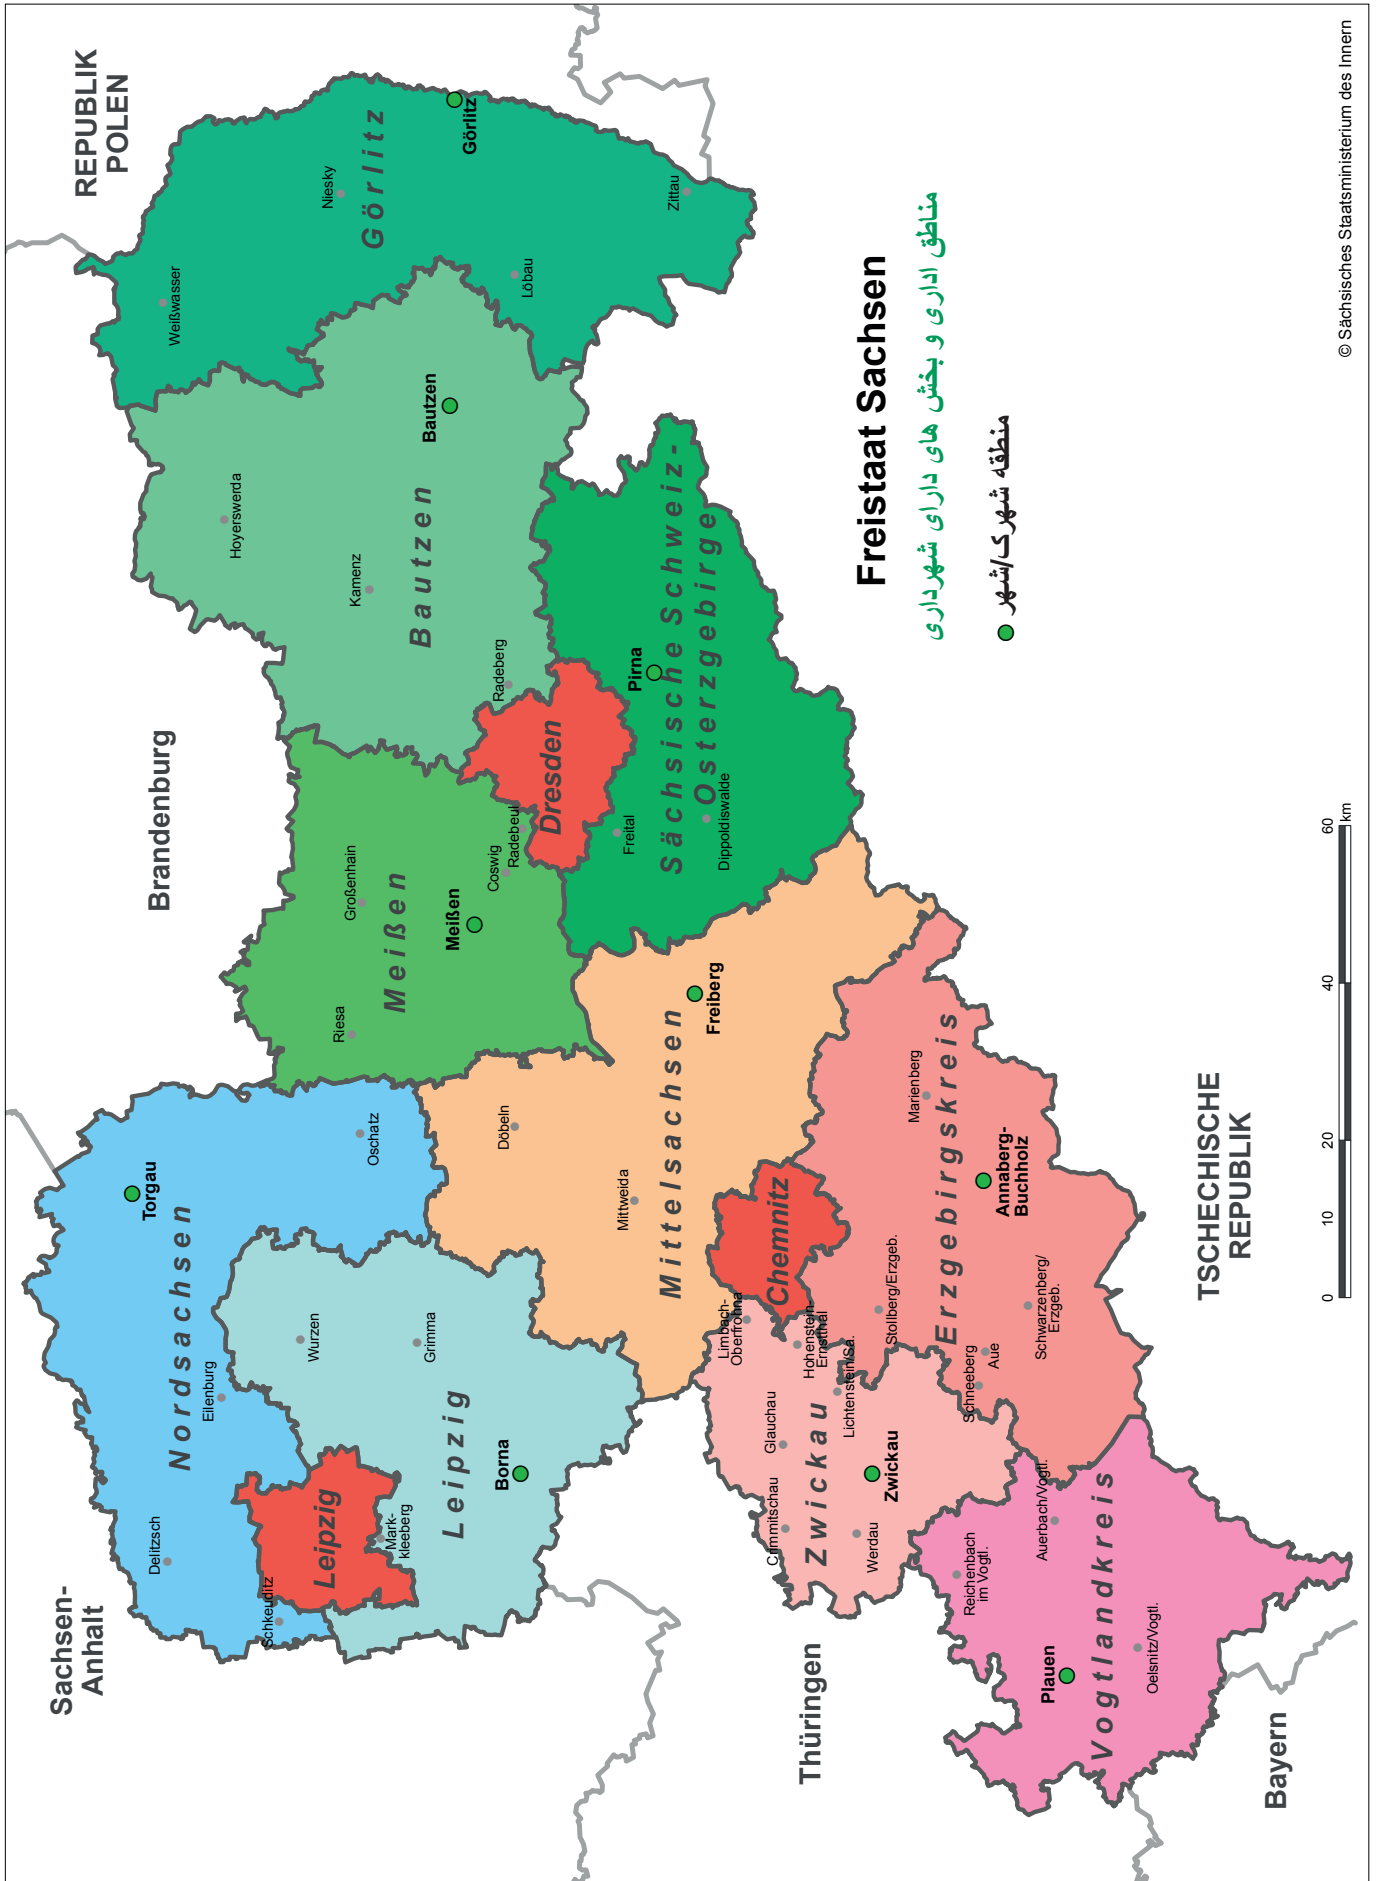 Sachsen-
Anhalt
Brandenburg
REPUBLIK
POLEN
Thüringen
Bayern
TSCHECHISCHE
REPUBLIK
Nordsachsen
Torgau
Delitzsch
Schkeuditz
Eilenburg
Oschatz
Leipzig
Leipzig
Mark-
kleeberg
Wurzen
Grimma
Borna
Meißen
Riesa
Großenhain
Meißen
Coswig
Radebeul
Bautzen
Hoyerswerda
Kamenz
Bautzen
Radeberg
Görlitz
Weißwasser
Niesky
Görlitz
Löbau
Zittau
Dresden
Sächsische Schweiz-
Osterzgebirge
Pirna
Freital
Dippoldiswalde
Mittelsachsen
Döbeln
Mittweida
Freiberg
Chemnitz
Zwickau
Limbach-
Oberfrohna
Hohenstein-
Ernstthal
Lichtenstein/Sa.
Glauchau
Crimmitschau
Werdau
Zwickau
Erzgebirgskreis
Marienberg
Annaberg-
Buchholz
Stollberg/Erzgeb.
Schneeberg
Aue
Schwarzenberg/
Erzgeb.
Vogtlandkreis
Reichenbach
im Vogtl.
Auerbach/Vogtl.
Plauen
Oelsnitz/Vogtl.
Freistaat Sachsen
مناطق اداری و بخش های دارای شهرداری
منطقه شهرک/شهر
0 10 20 40 60
km
© Sächsisches Staatsministerium des Innern